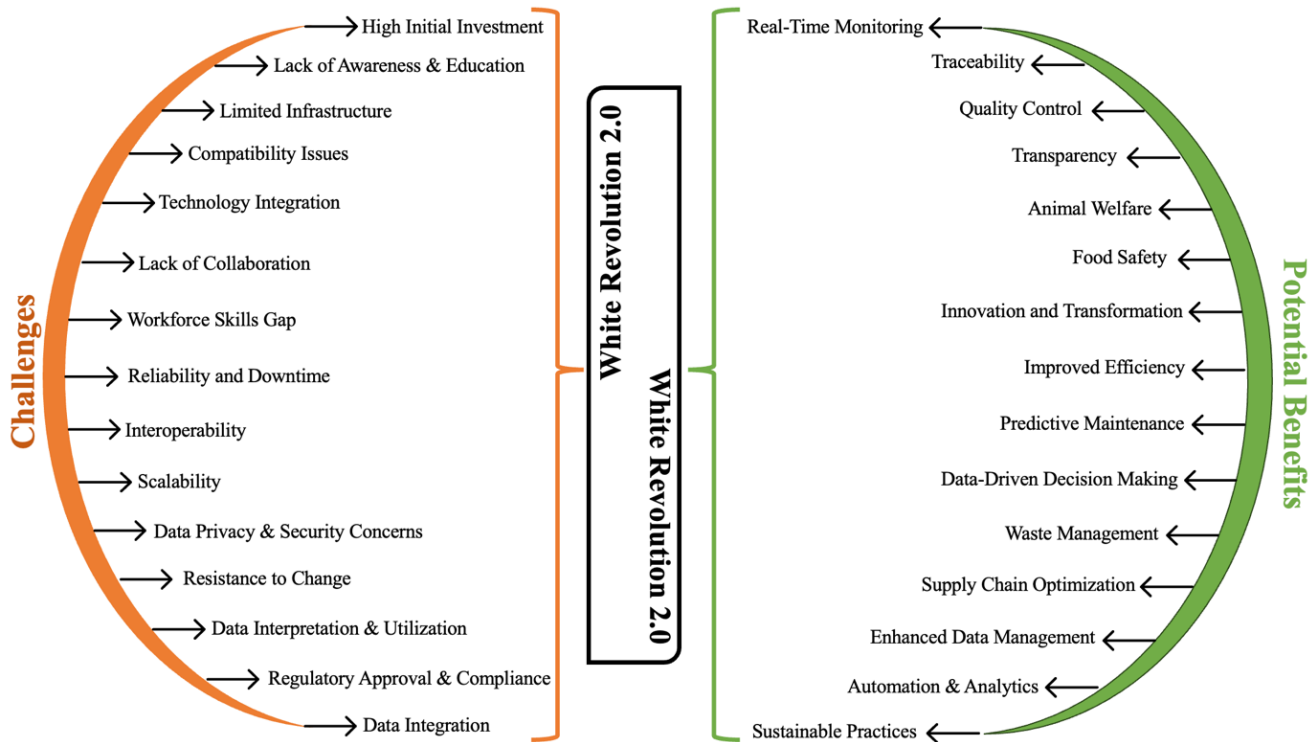 Challenges
High Initial Investment
Lack of Awareness & Education
Limited Infrastructure
Compatibility Issues
Technology Integration
Lack of Collaboration
Workforce Skills Gap
Reliability and Downtime
Interoperability
Scalability
Data Privacy & Security Concerns
Resistance to Change
Data Interpretation & Utilization
Regulatory Approval & Compliance
Data Integration
White Revolution 2.0
White Revolution 2.0
Real-Time Monitoring
Traceability
Quality Control
Transparency
Animal Welfare
Food Safety
Innovation and Transformation
Improved Efficiency
Predictive Maintenance
Data-Driven Decision Making
Waste Management
Supply Chain Optimization
Enhanced Data Management
Automation & Analytics
Sustainable Practices
Potential Benefits